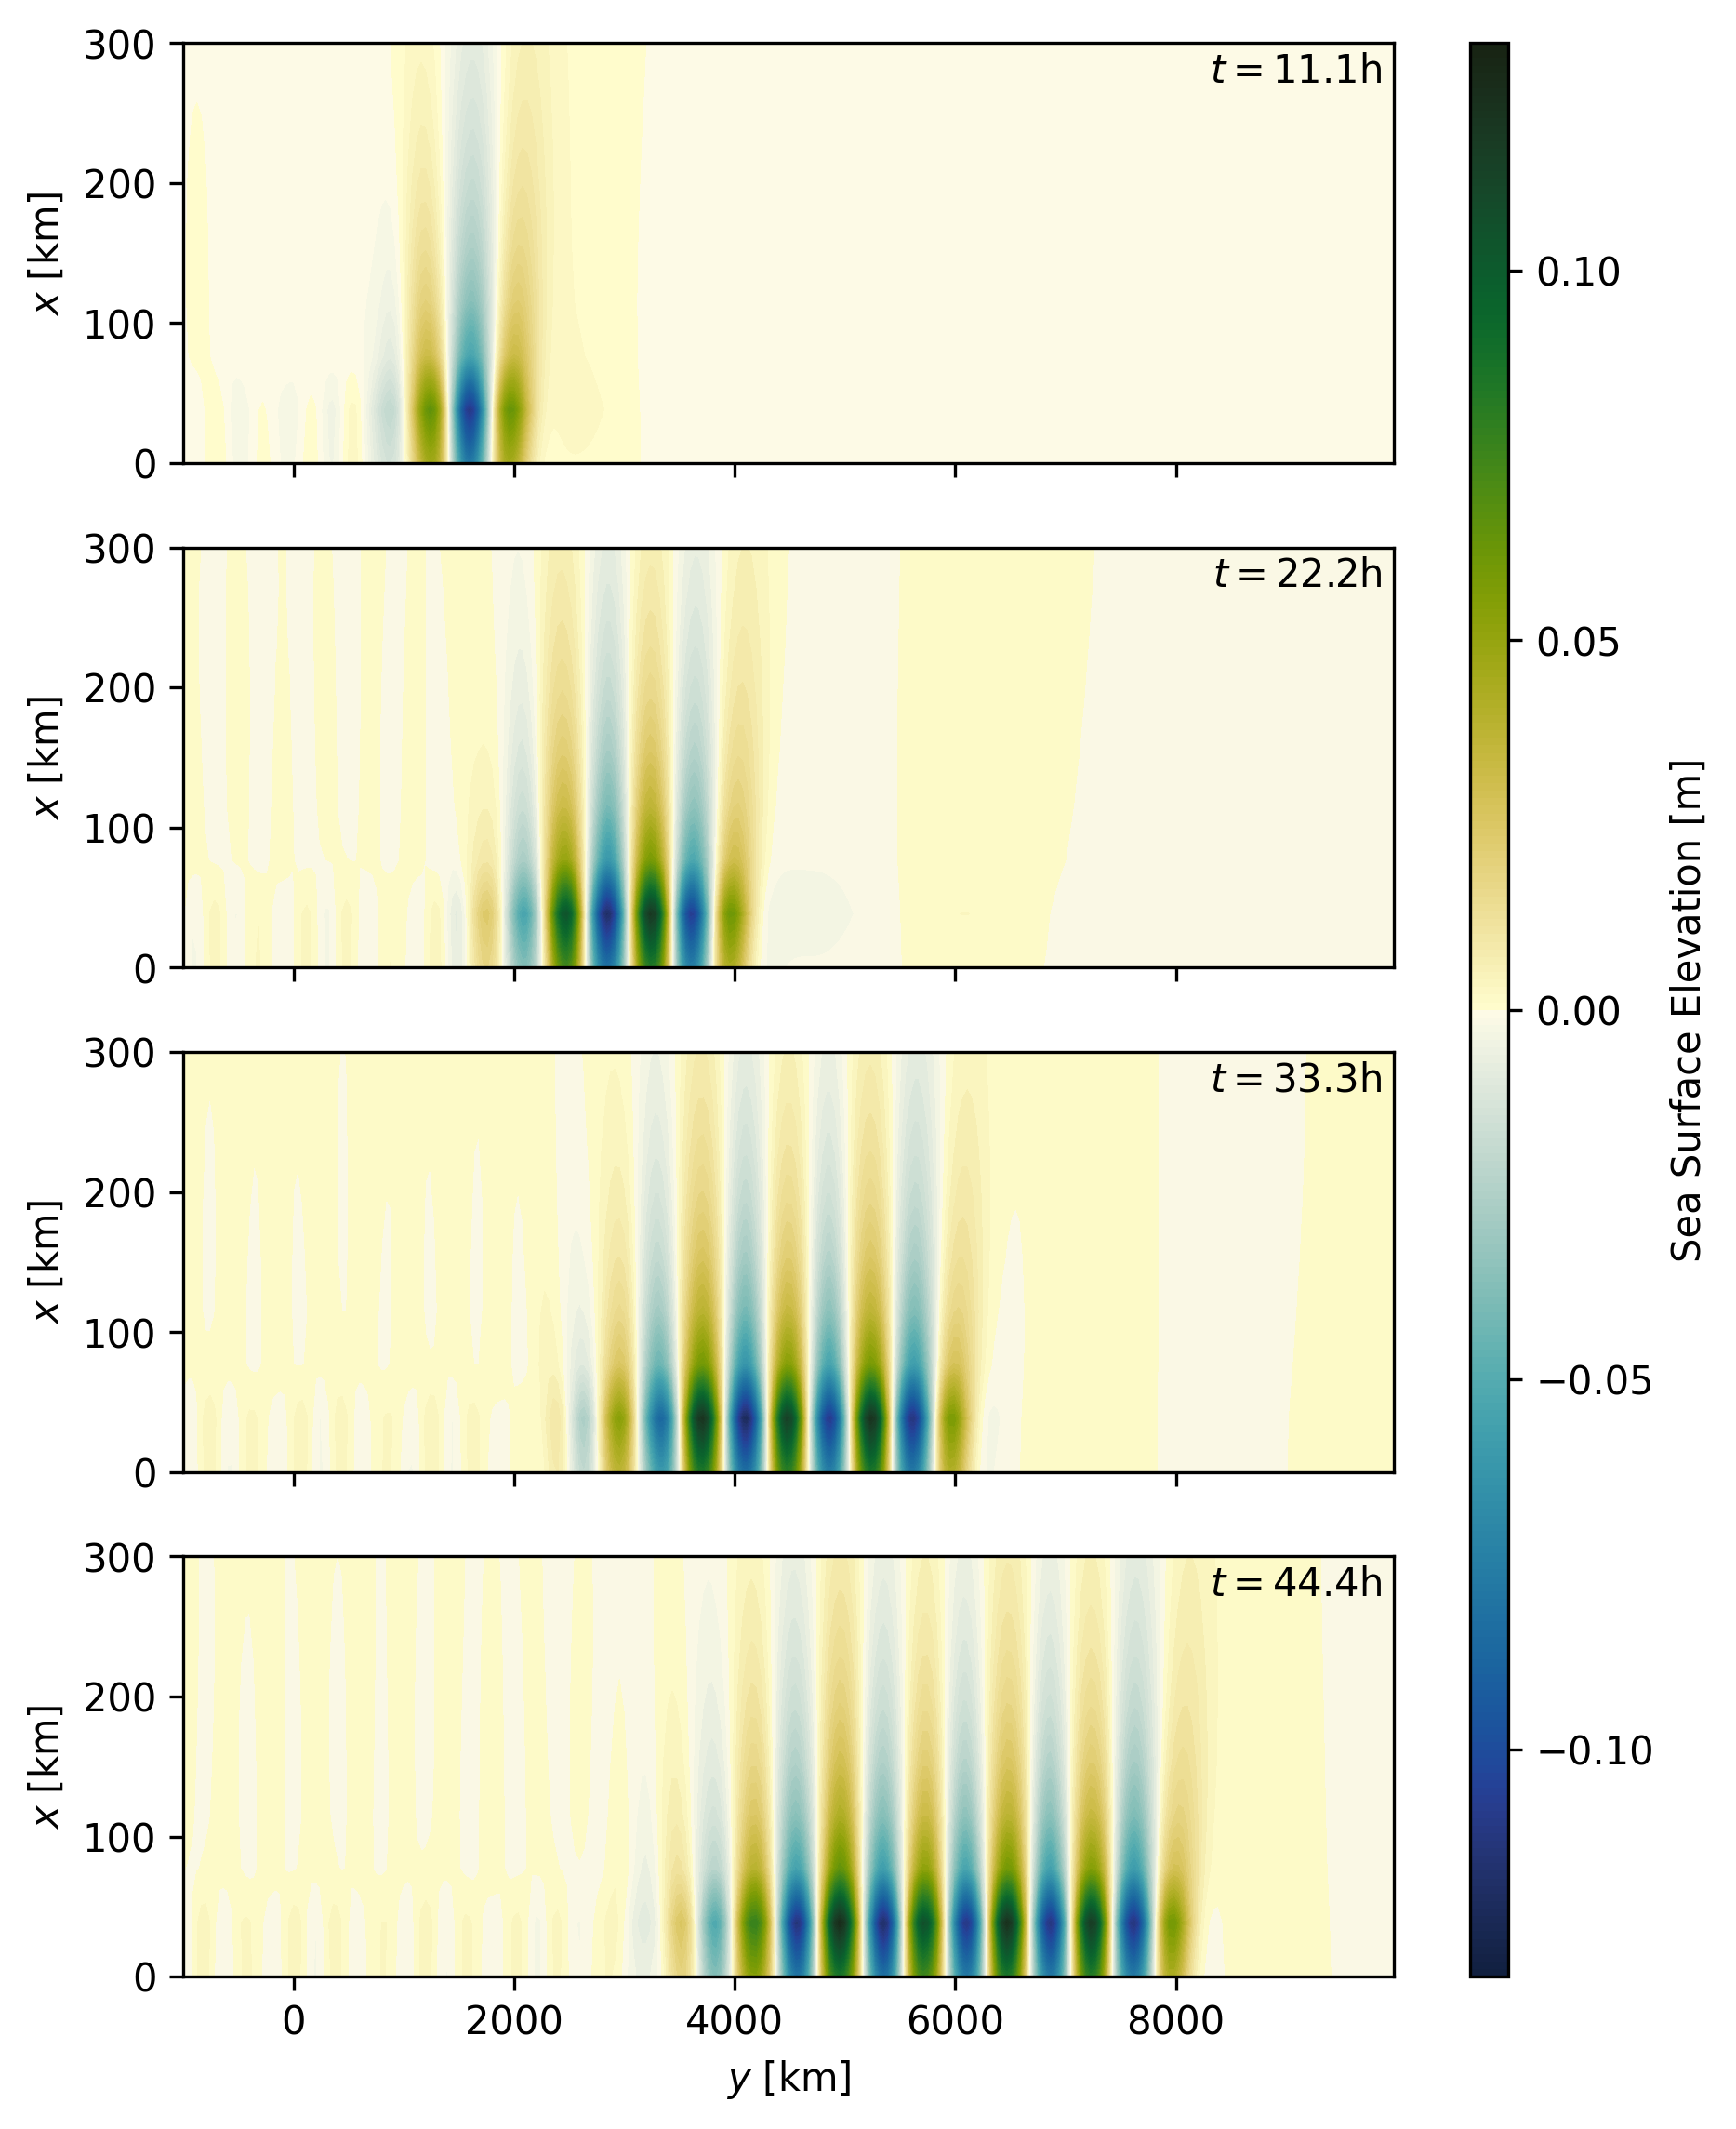 300
200
100
0
x [km]
t = 11.1h
300
200
100
0
x [km]
t = 22.2h
300
200
100
0
x [km]
t = 33.3h
300
200
100
0
x [km]
t = 44.4h
0 2000 4000 6000 8000
y [km]
0.10
0.05
0.00
−0.05
−0.10
Sea Surface Elevation [m]